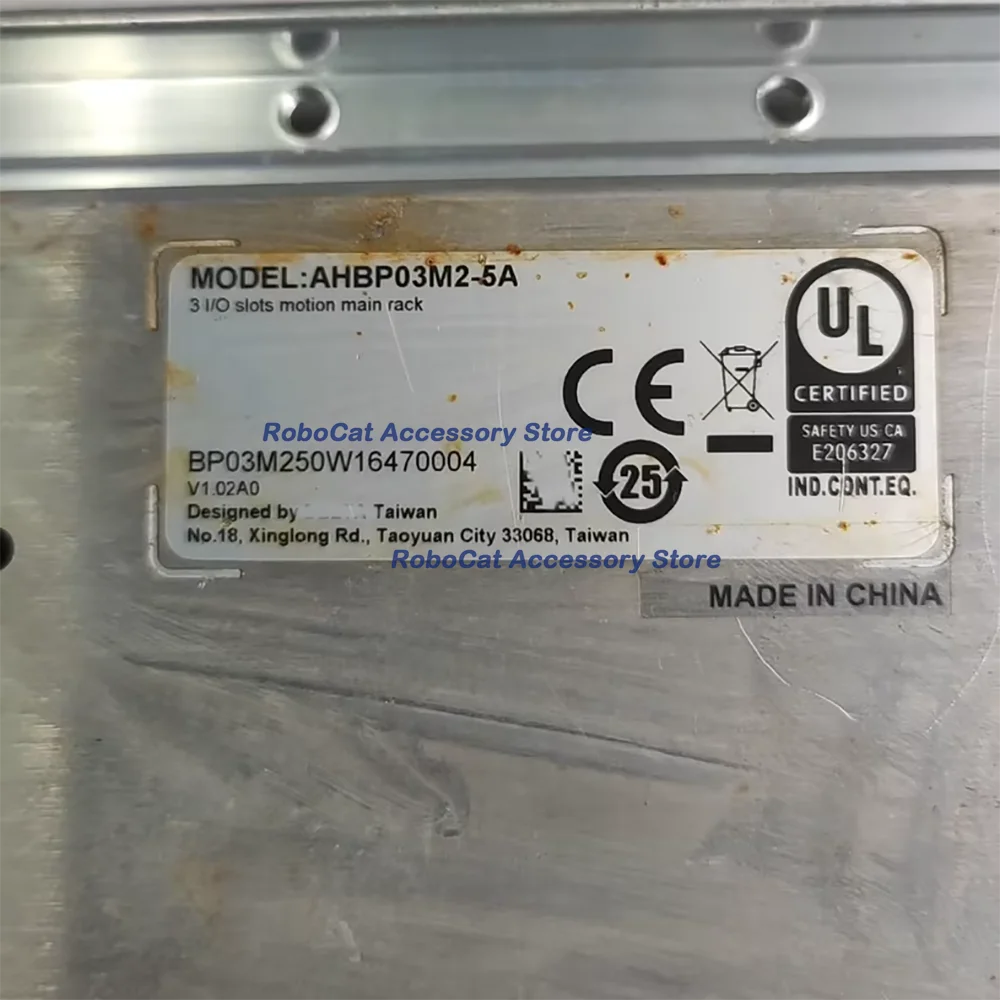 MODEL:AHBP03M2-5A
3 I/O slots motion main rack
UL
CERTIFIED
SAFETY US CA
E206327
IND.CONT.EQ.
CE
RoboCat Accessory Store
BP03M250W16470004
25
V1.02A0
Designed by Taiwan
No.18, Xinglong Rd., Taoyuan City 33068, Taiwan
RoboCat Accessory Store
MADE IN CHINA